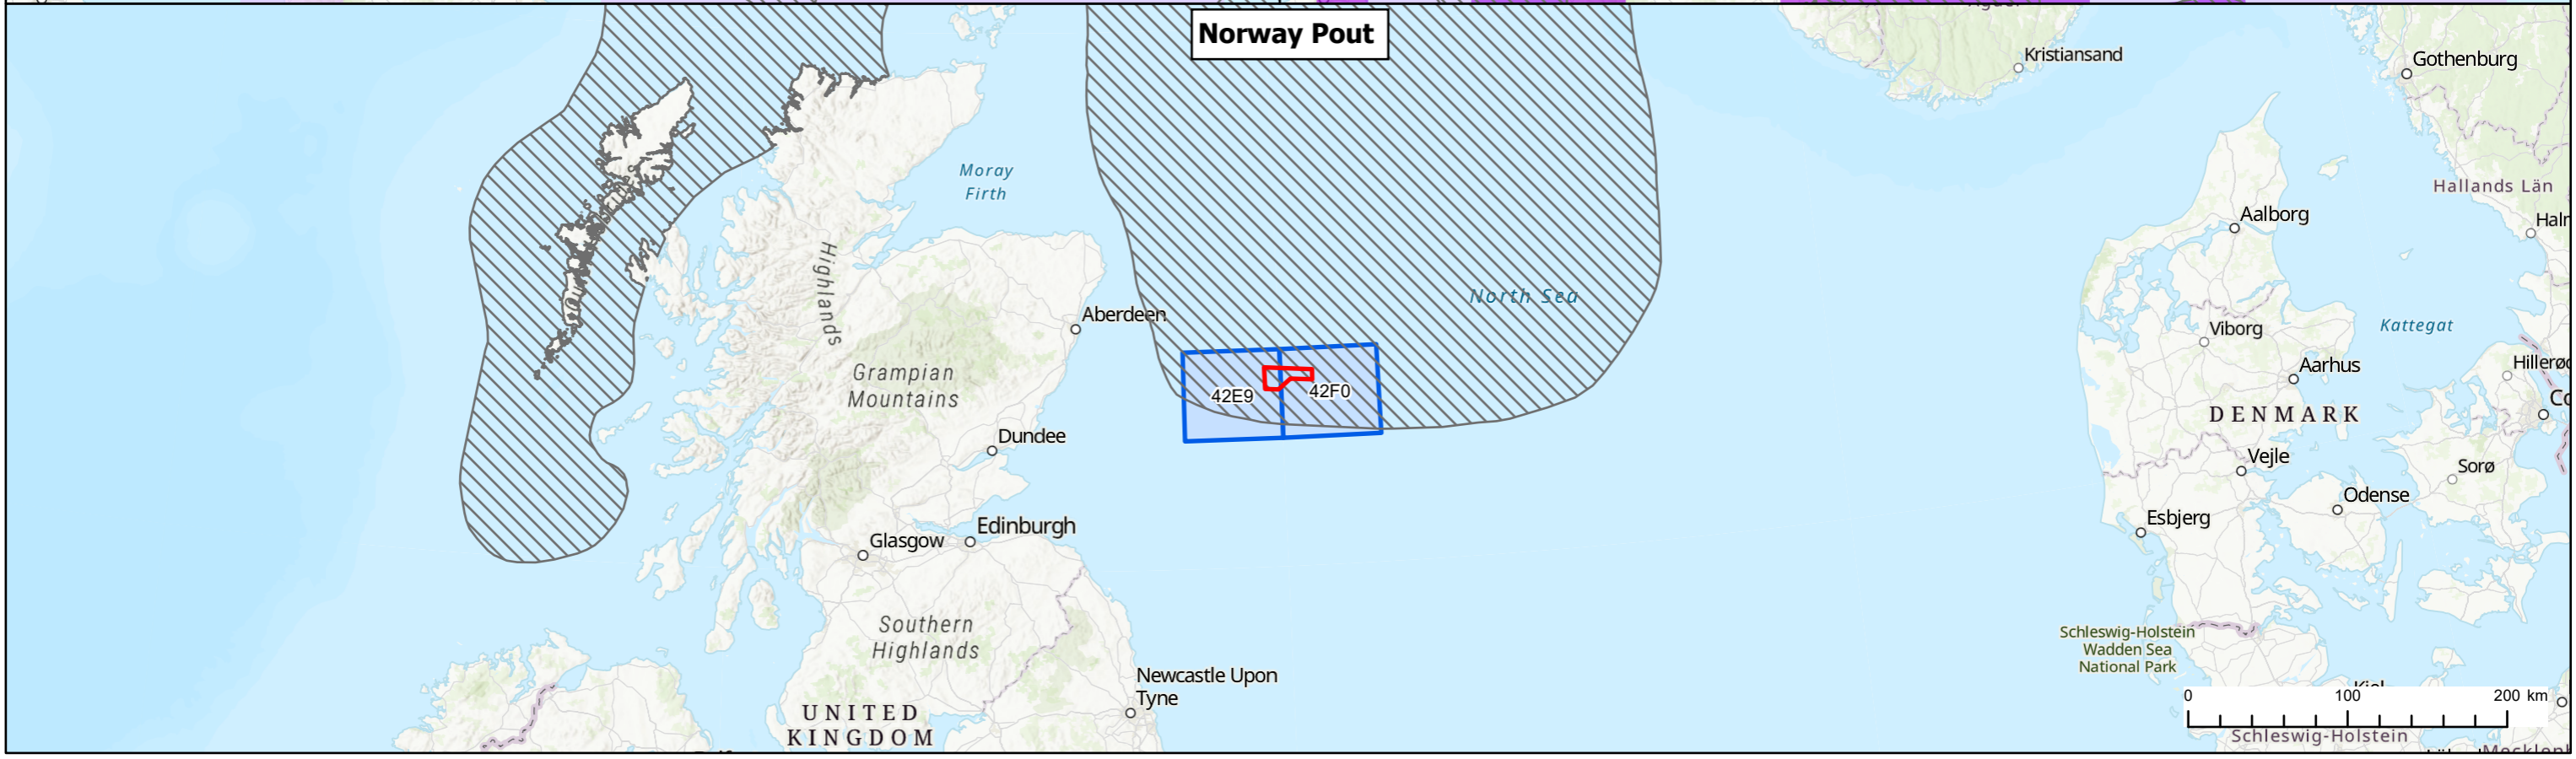 Norway Pout
Kristiansand
Gothenburg
Moray
Firth
Hallands Län
Aalborg
Highlands
North Sea
Aberdeen
Viborg
Kattegat
Aarhus
Grampian
Mountains
42E9
42F0
DENMARK
Dundee
Vejle
Sorø
Odense
Esbjerg
Edinburgh
Glasgow
Southern
Highlands
Schleswig-Holstein
Wadden Sea
National Park
Newcastle Upon
Tyne
UNITED
KINGDOM
0 100 200 km
Schleswig-Holstein